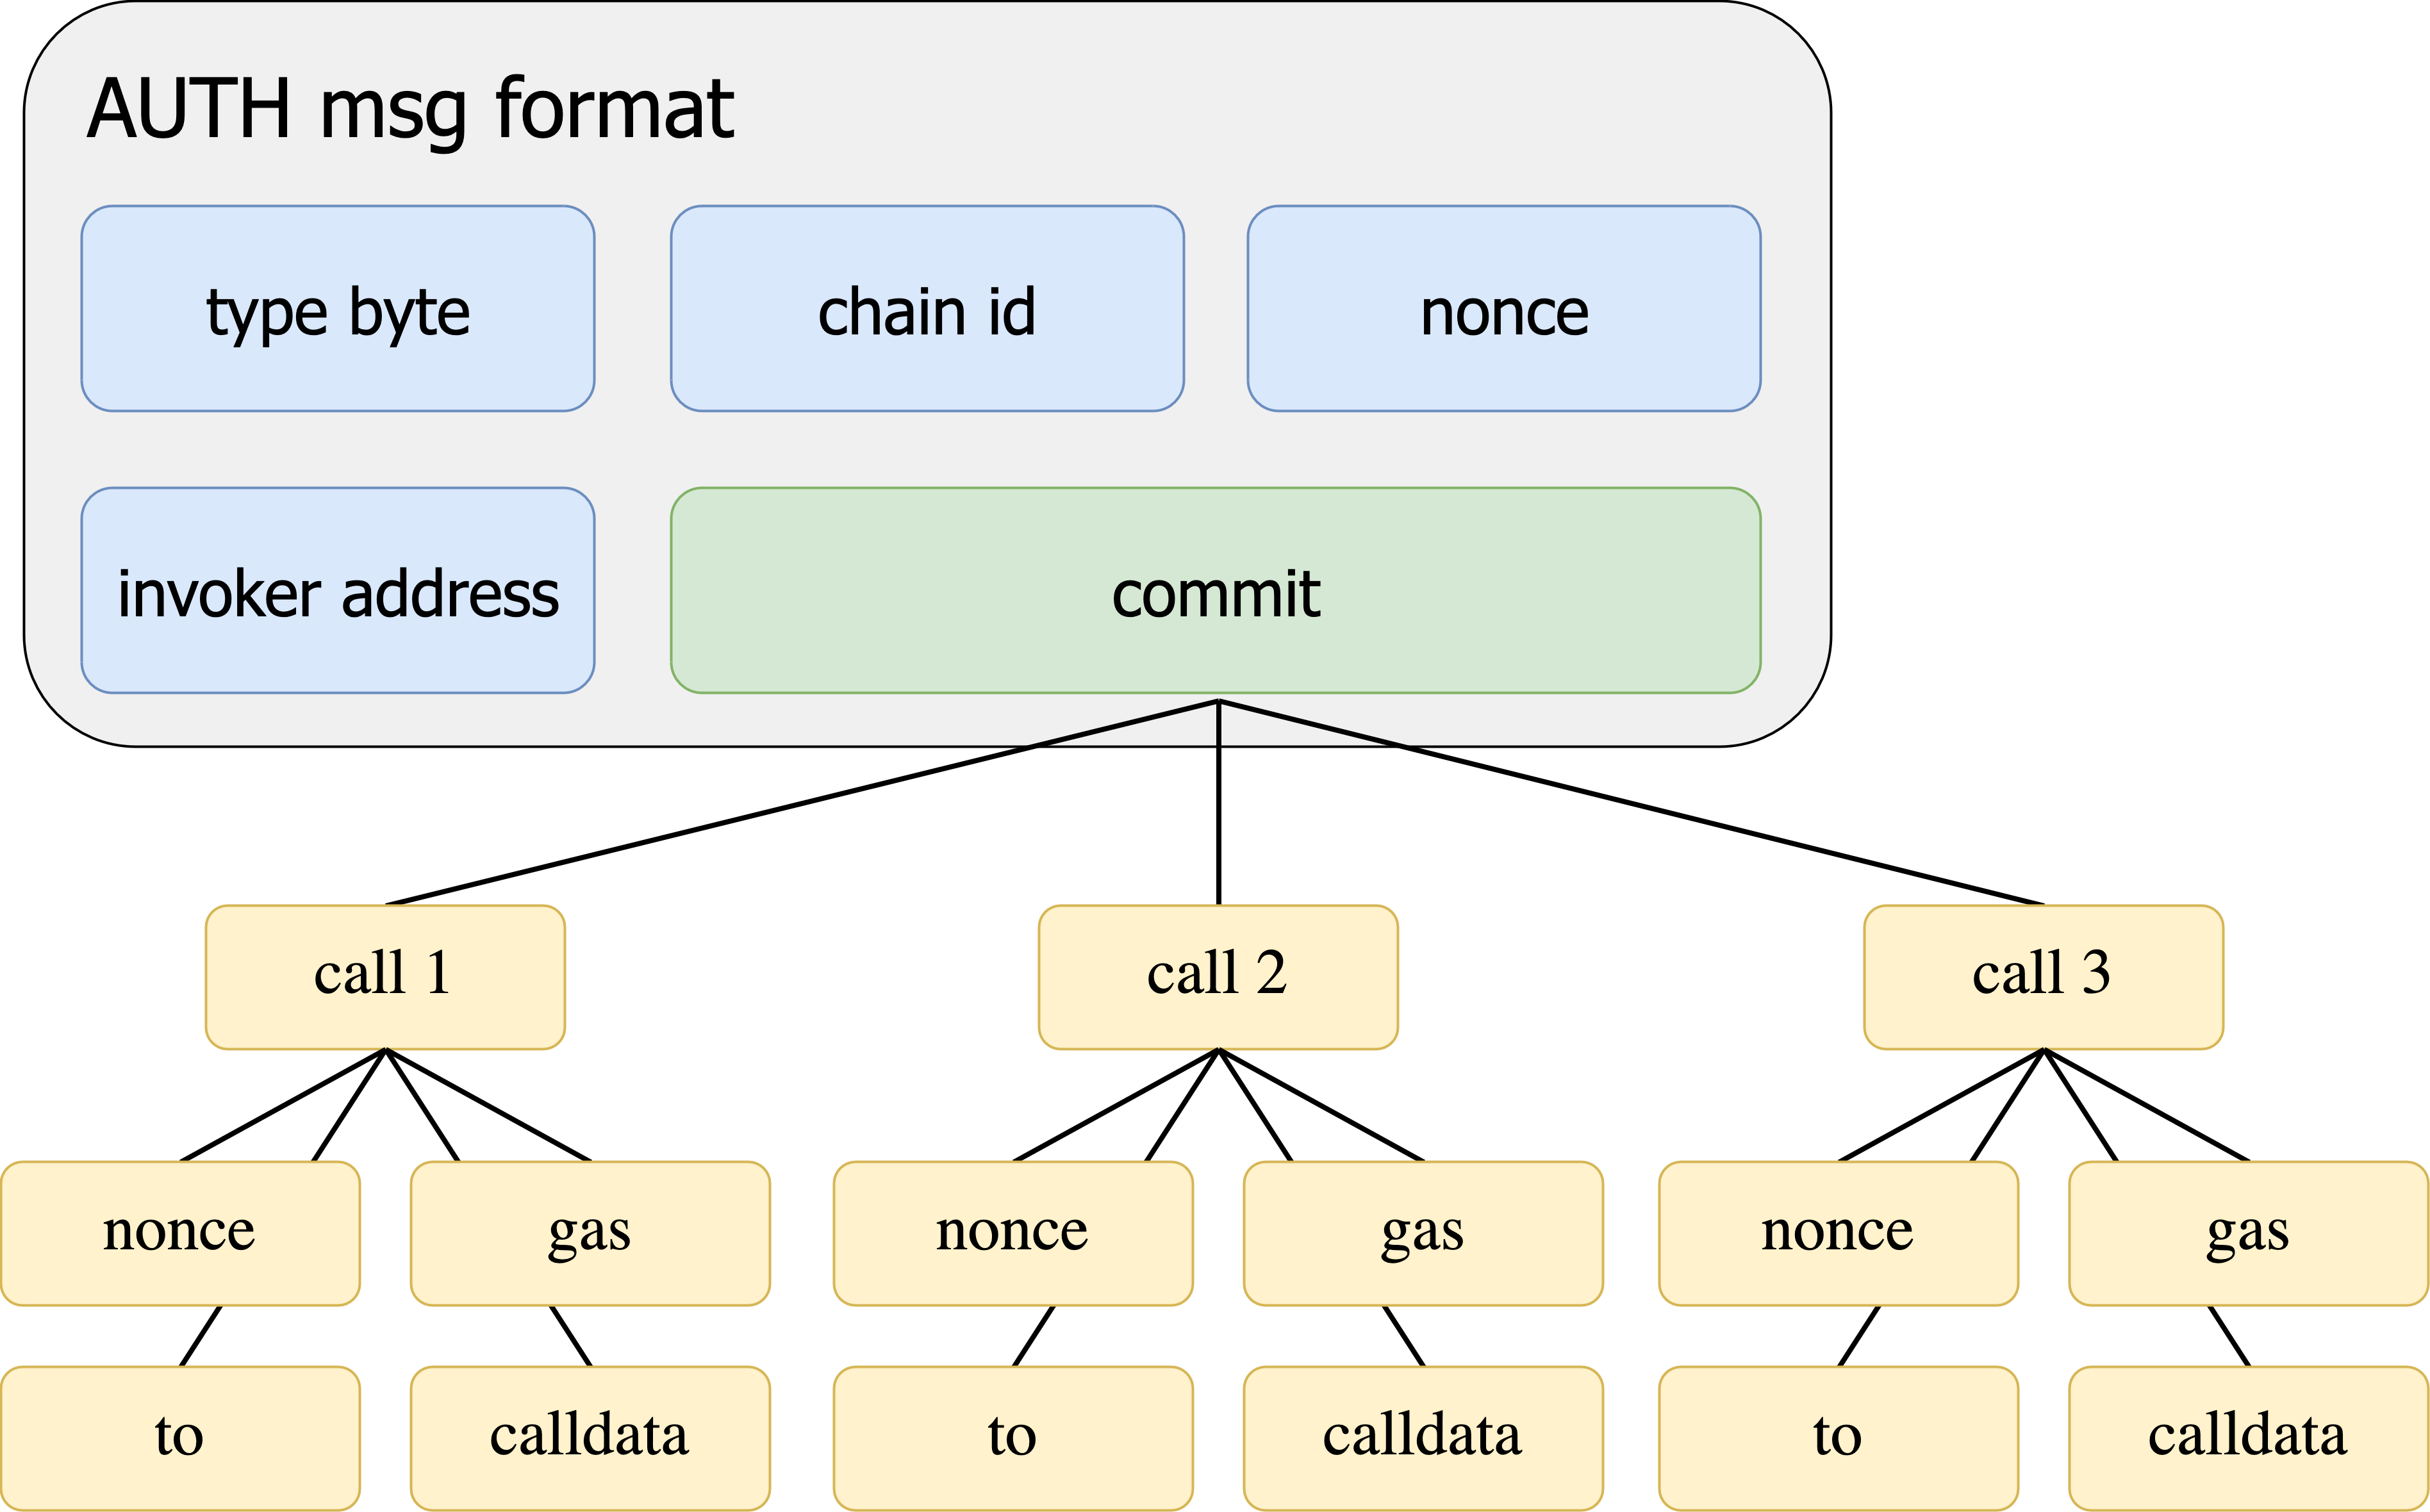 AUTH msg format
type byte
chain id
nonce
invoker address
commit
call 1
call 2
call 3
nonce
gas
nonce
gas
nonce
gas
to
calldata
to
calldata
to
calldata